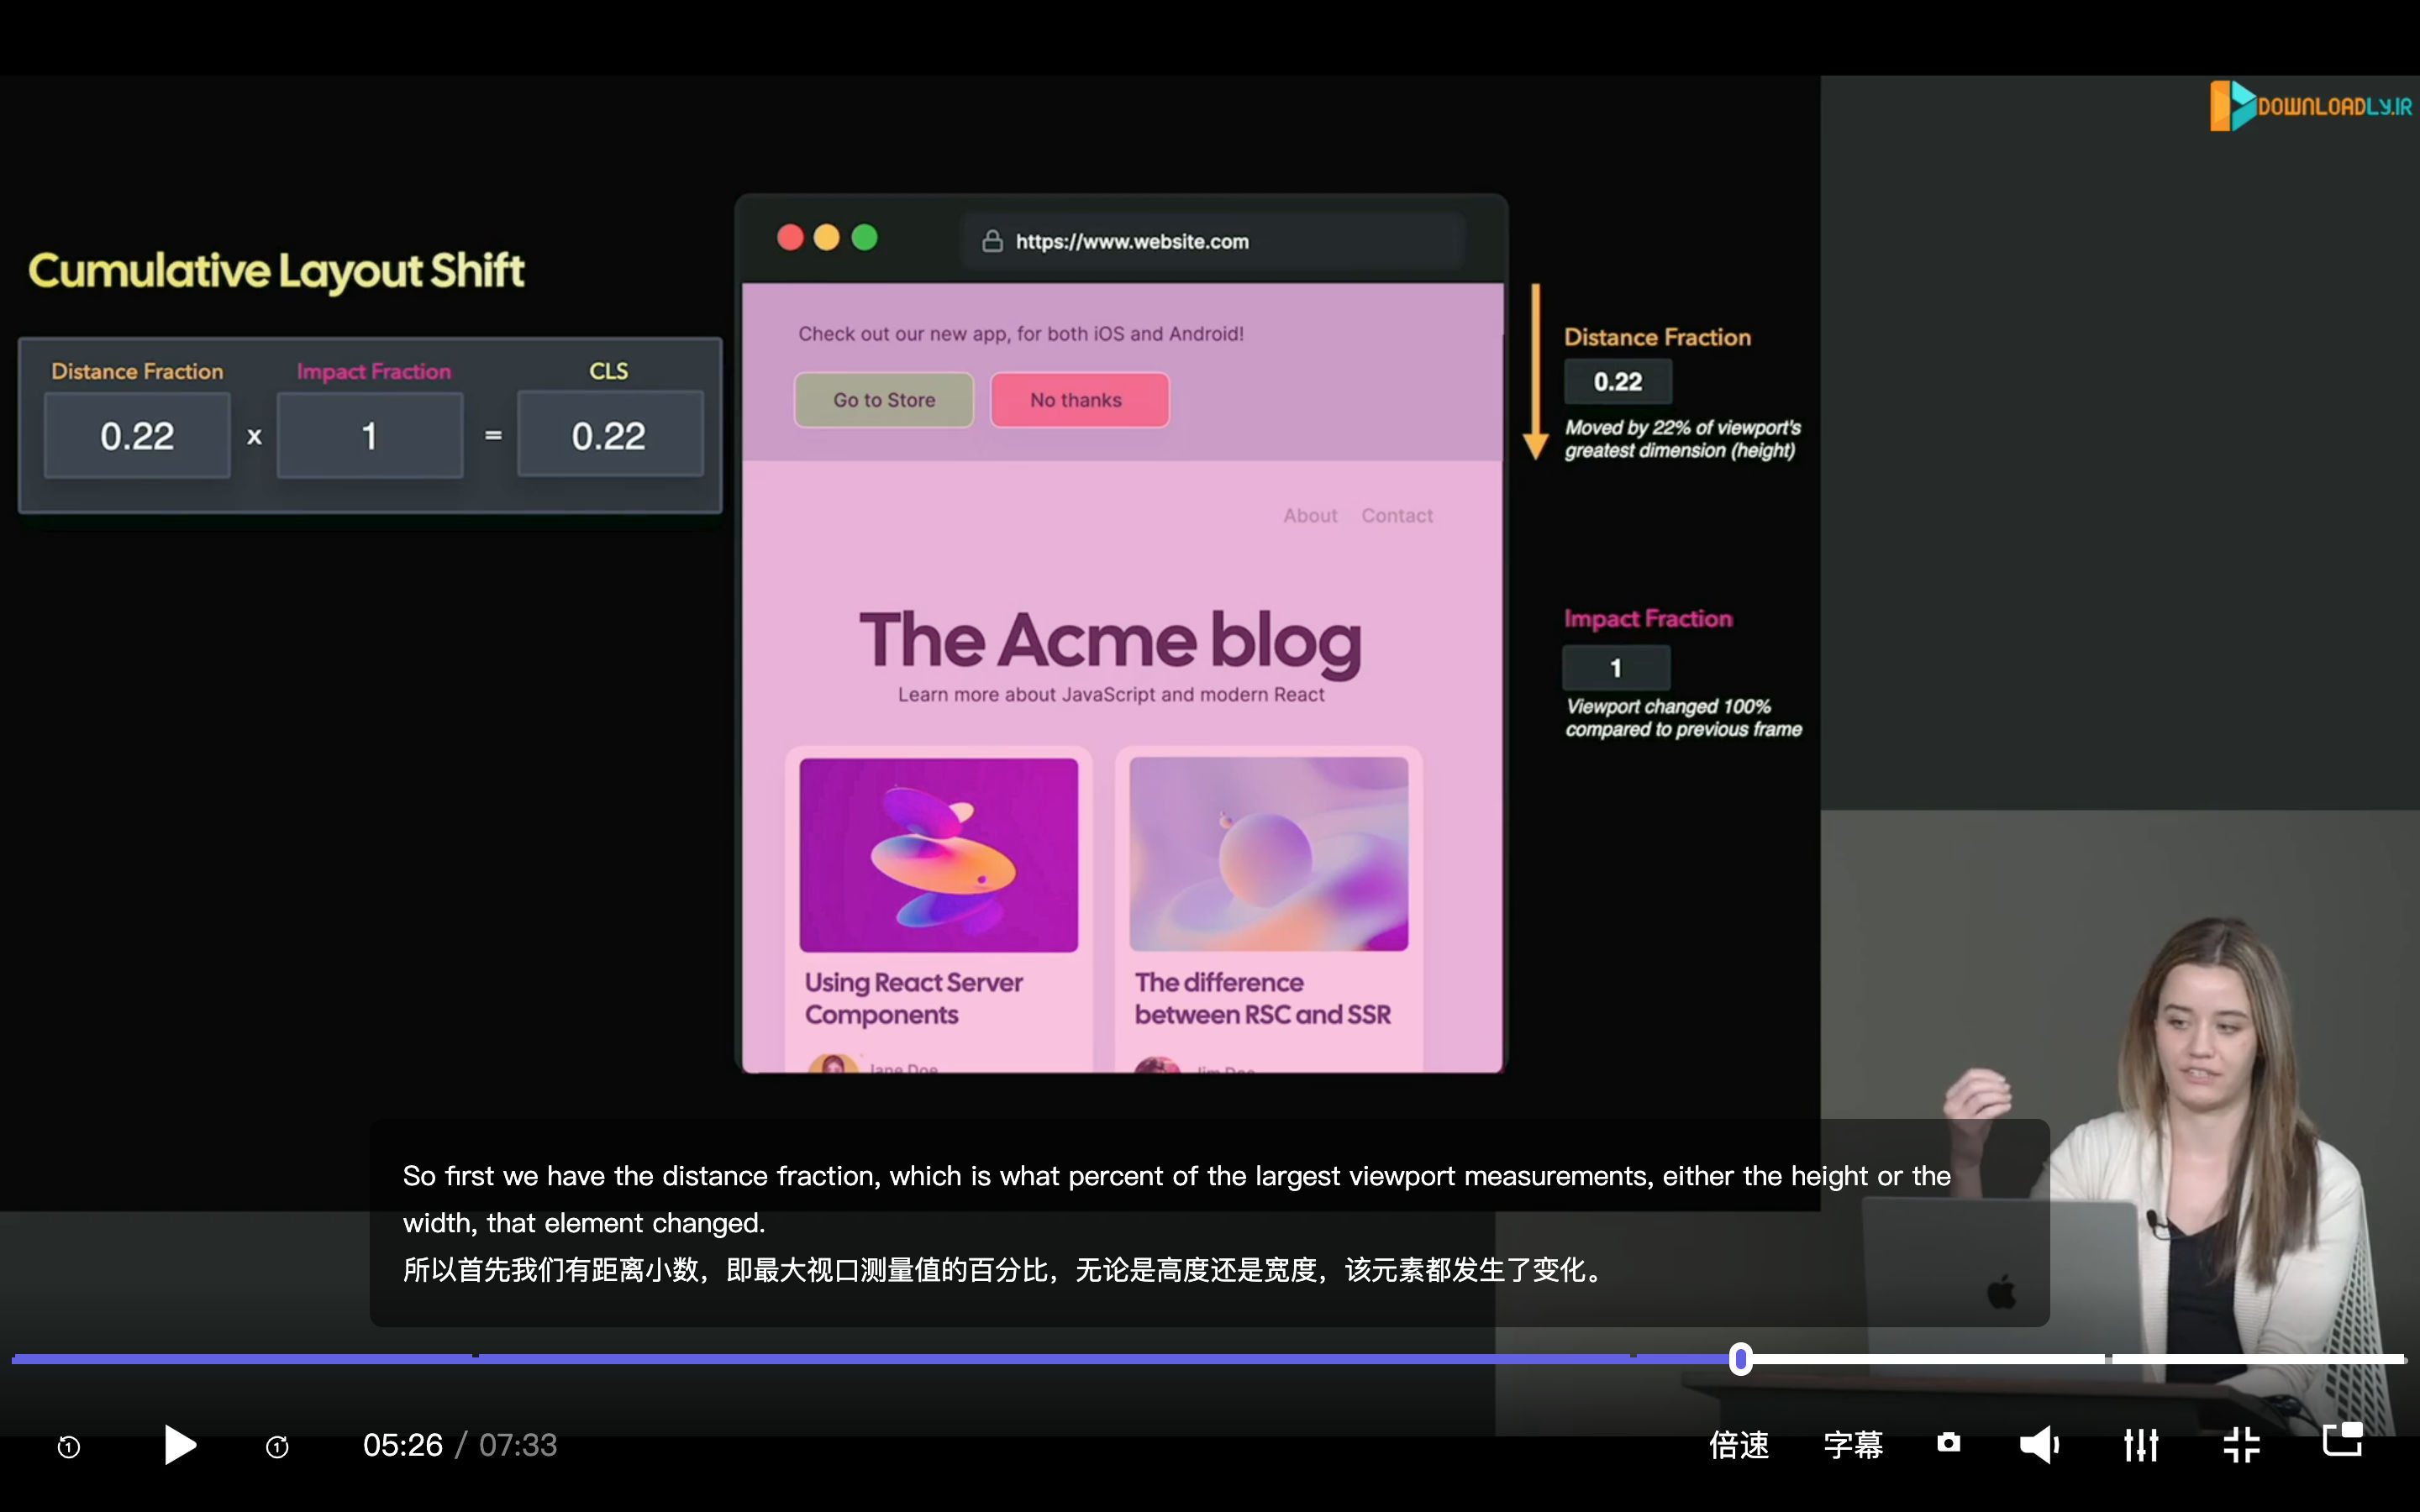 DOWNLOADLY.IR
https://www.website.com
Cumulative Layout Shift
Distance Fraction
Impact Fraction
CLS
0.22
x
1
=
0.22
Check out our new app, for both iOS and Android!
Go to Store
No thanks
About
Contact
The Acme blog
Learn more about JavaScript and modern React
Using React Server
Components
The difference
between RSC and SSR
Jane Doe
Jim Doe
Distance Fraction
0.22
Moved by 22% of viewport's
greatest dimension (height)
Impact Fraction
1
Viewport changed 100%
compared to previous frame
So first we have the distance fraction, which is what percent of the largest viewport measurements, either the height or the
width, that element changed.
所以首先我们有距离小数，即最大视口测量值的百分比，无论是高度还是宽度，该元素都发生了变化。
1
1
05:26 / 07:33
倍速
字幕